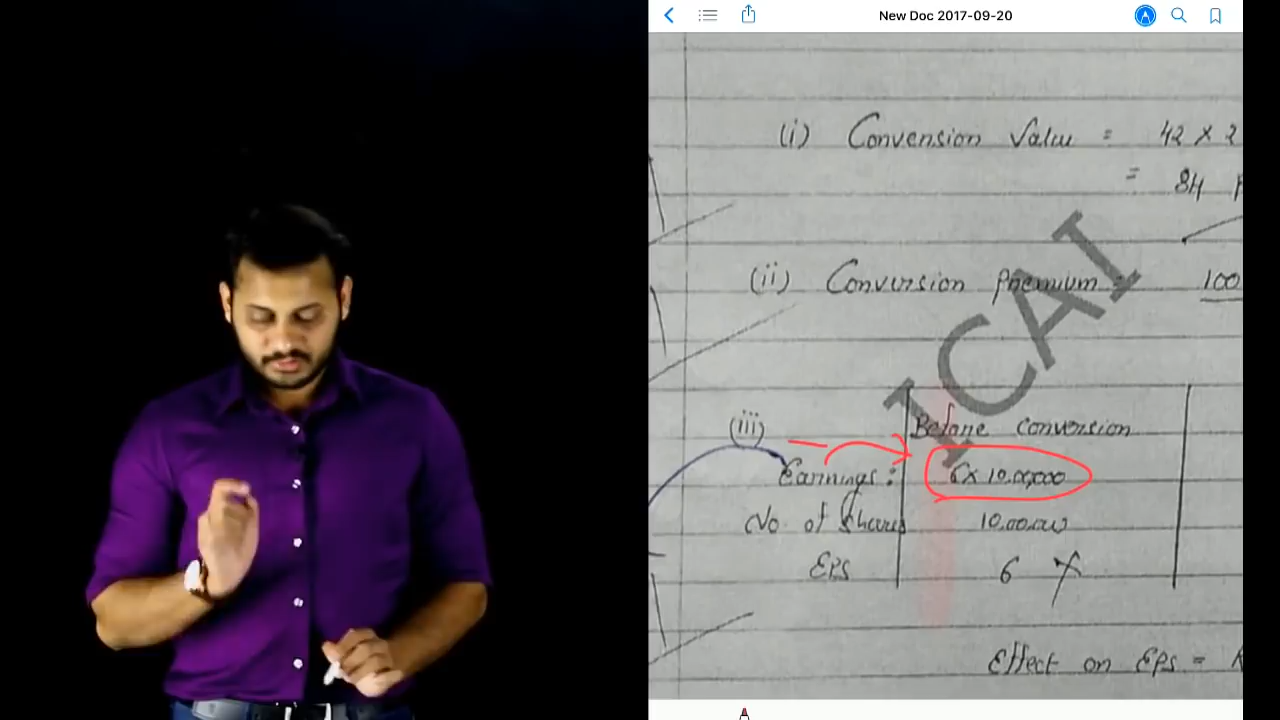 New Doc 2017-09-20
(i) Conversion Value = 42 x 2
= 84
(ii) Conversion Premium = 100
ICAI
(iii) Before Conversion
Earnings: 6 x 10,00,000
No. of Shares 10,00,000
EPS 6
Effect on EPS =